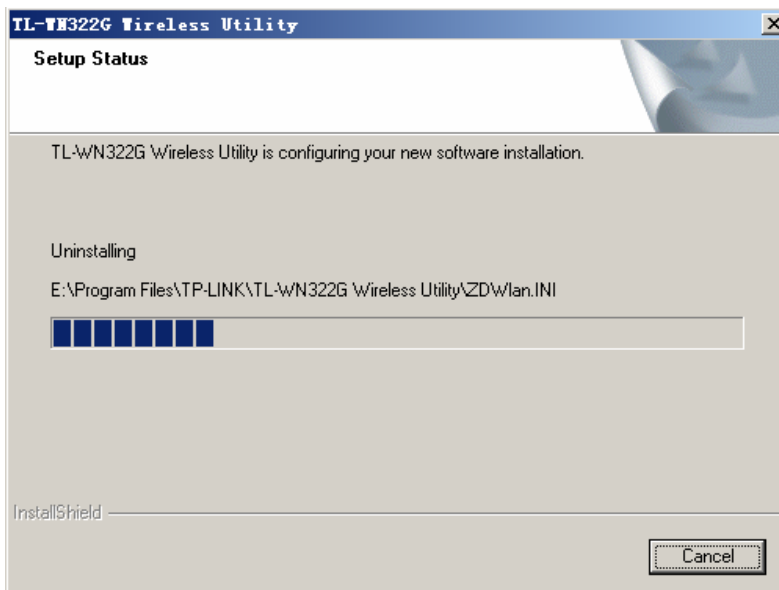 TL-WN322G Wireless Utility
Setup Status
TL-WN322G Wireless Utility is configuring your new software installation.
Uninstalling
E:\Program Files\TP-LINK\TL-WN322G Wireless Utility\ZDWlan.INI
InstallShield
Cancel